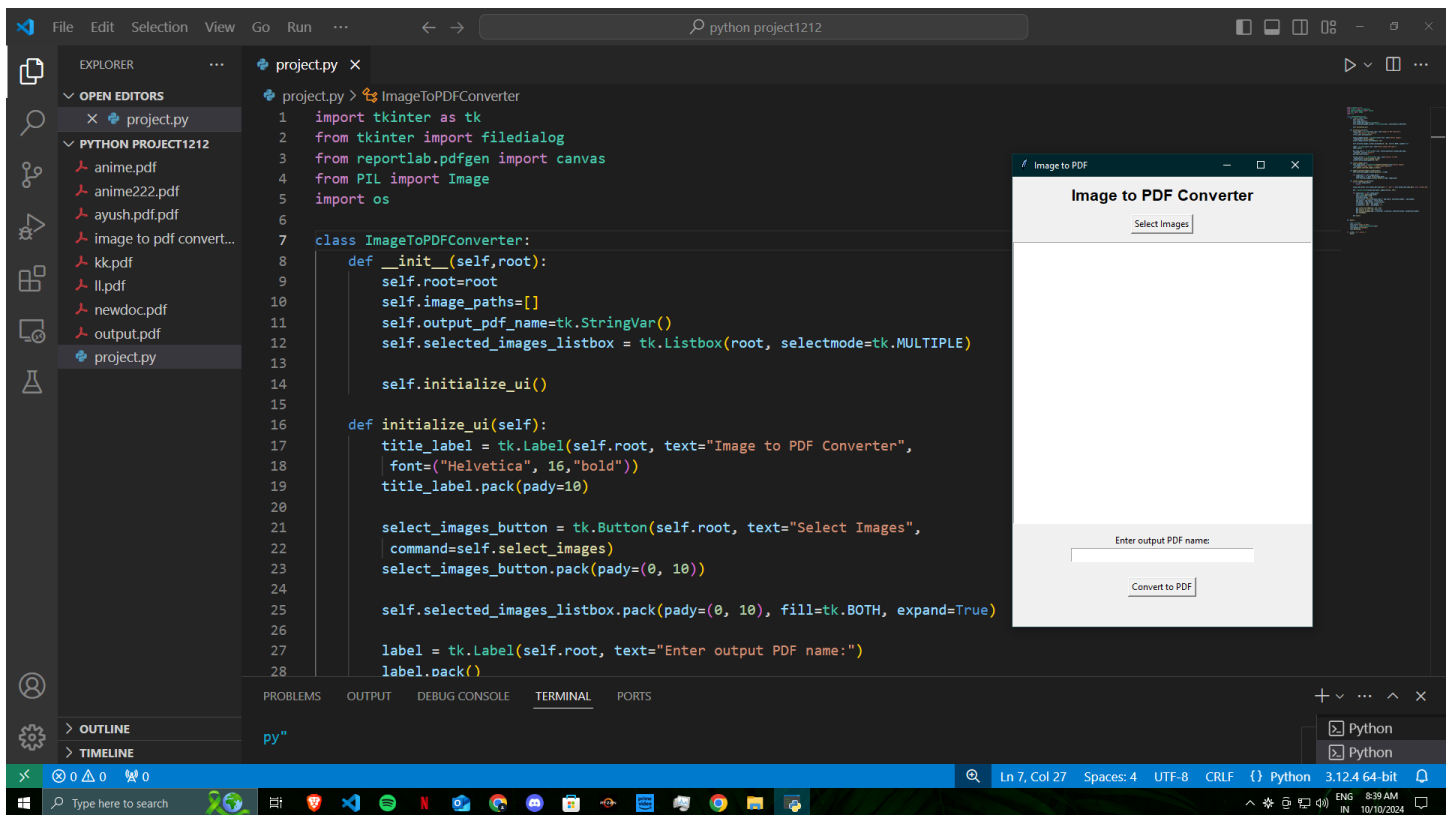 File Edit Selection View Go Run ...
python project1212
EXPLORER
OPEN EDITORS
project.py
PYTHON PROJECT1212
anime.pdf
anime222.pdf
ayush.pdf.pdf
image to pdf convert...
kk.pdf
ll.pdf
newdoc.pdf
output.pdf
project.py
OUTLINE
TIMELINE
project.py
project.py > ImageToPDFConverter
1 import tkinter as tk
2 from tkinter import filedialog
3 from reportlab.pdfgen import canvas
4 from PIL import Image
5 import os
6
7 class ImageToPDFConverter:
8     def __init__(self,root):
9         self.root=root
10         self.image_paths=[]
11         self.output_pdf_name=tk.StringVar()
12         self.selected_images_listbox = tk.Listbox(root, selectmode=tk.MULTIPLE)
13
14         self.initialize_ui()
15
16     def initialize_ui(self):
17         title_label = tk.Label(self.root, text="Image to PDF Converter",
18          font=("Helvetica", 16,"bold"))
19         title_label.pack(pady=10)
20
21         select_images_button = tk.Button(self.root, text="Select Images",
22          command=self.select_images)
23         select_images_button.pack(pady=(0, 10))
24
25         self.selected_images_listbox.pack(pady=(0, 10), fill=tk.BOTH, expand=True)
26
27         label = tk.Label(self.root, text="Enter output PDF name:")
28         label.pack()
Image to PDF
Image to PDF Converter
Select Images
Enter output PDF name:
Convert to PDF
PROBLEMS OUTPUT DEBUG CONSOLE TERMINAL PORTS
py"
Python
Python
0 0 0
Ln 7, Col 27 Spaces: 4 UTF-8 CRLF {} Python 3.12.4 64-bit
Type here to search
ENG 8:39 AM
IN 10/10/2024